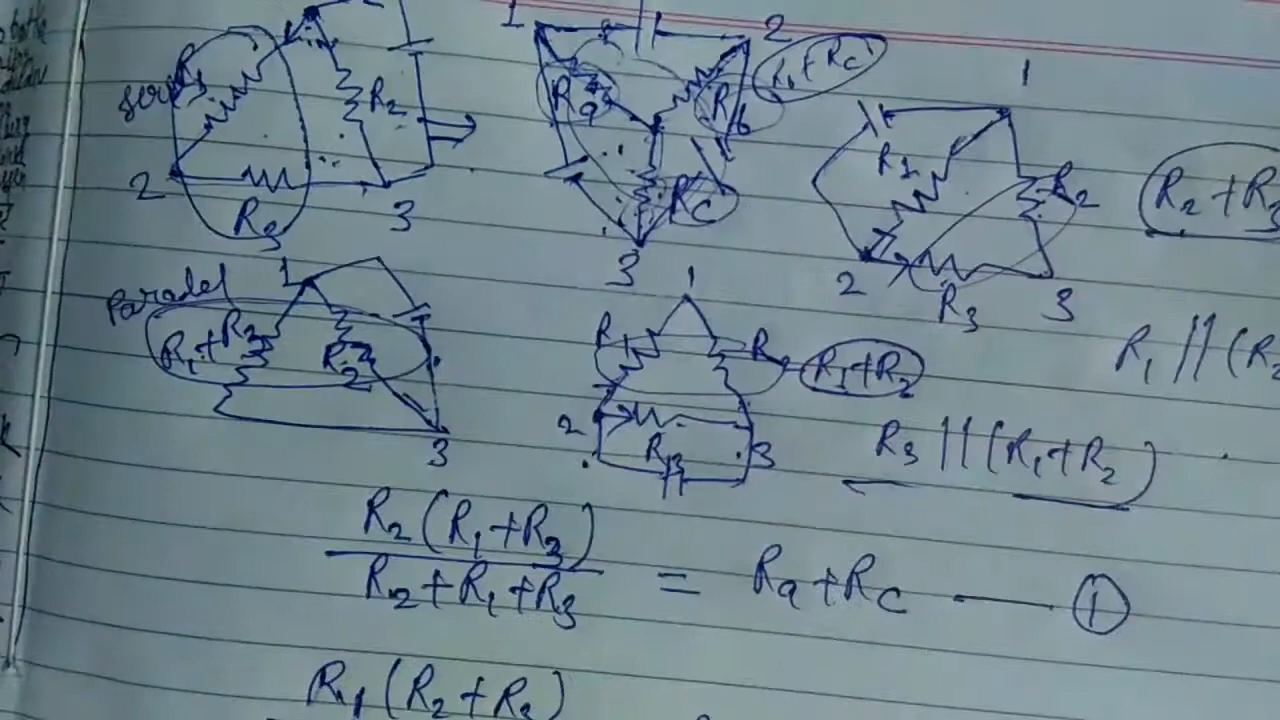 1 2 R₁+Rc
series R₁ R₂ Ra Rb 1
R₁ R₂ R₂+R₃
2 R₃ 3 Rc
3 2 R₃ 3
Parallel 1 1
R₁+R₃ R₂ R₁ R₂ R₁+R₂ R₁ || (R₂
2 R₃ 3 R₃ || (R₁+R₂)
3
R₂(R₁+R₃)
R₂+R₁+R₃ = Ra+Rc — ①
R₁(R₂+R₃)